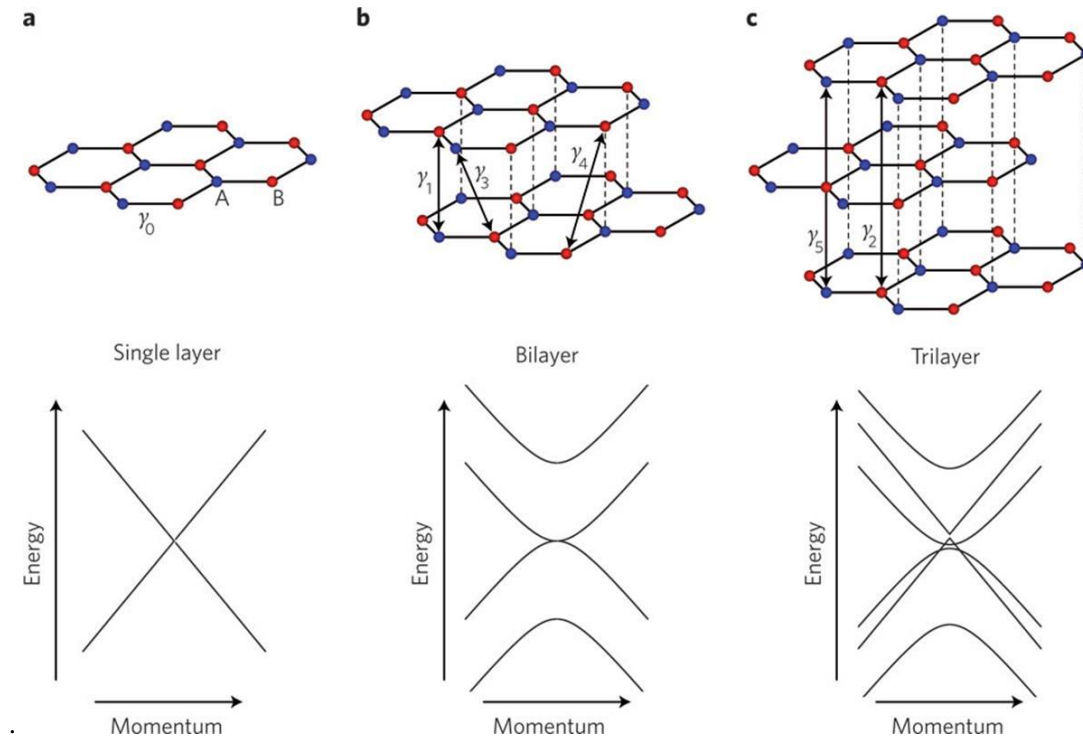 a
b
c
γ₀
A
B
γ₁
γ₃
γ₄
γ₅
γ₂
Single layer
Bilayer
Trilayer
Energy
Energy
Energy
Momentum
Momentum
Momentum
.